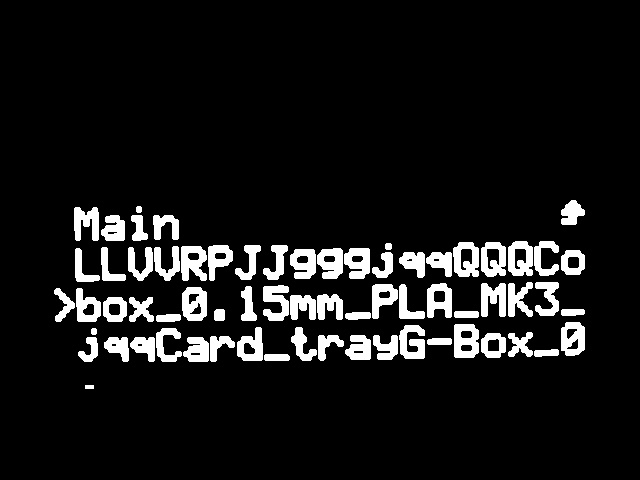 Main
LLVVRPJJgggjqqQQQCo
>box_0.15mm_PLA_MK3_
jqqCard_trayG-Box_0
-